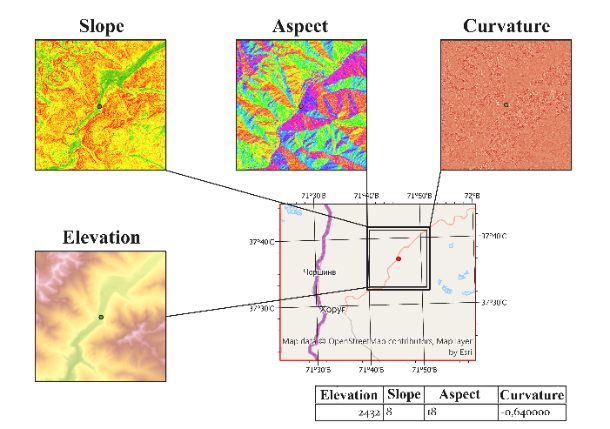 Slope
Aspect
Curvature
Elevation
71°30'В 71°40'В 71°50'В 72°В
37°40'С
37°40'С
Чоршинв
37°30'С
Хоруғ
37°30'С
Map data © OpenStreetMap contributors, Map layer
by Esri
71°30'В 71°40'В 71°50'В
Elevation Slope Aspect Curvature
2432 8 18 -0,640000